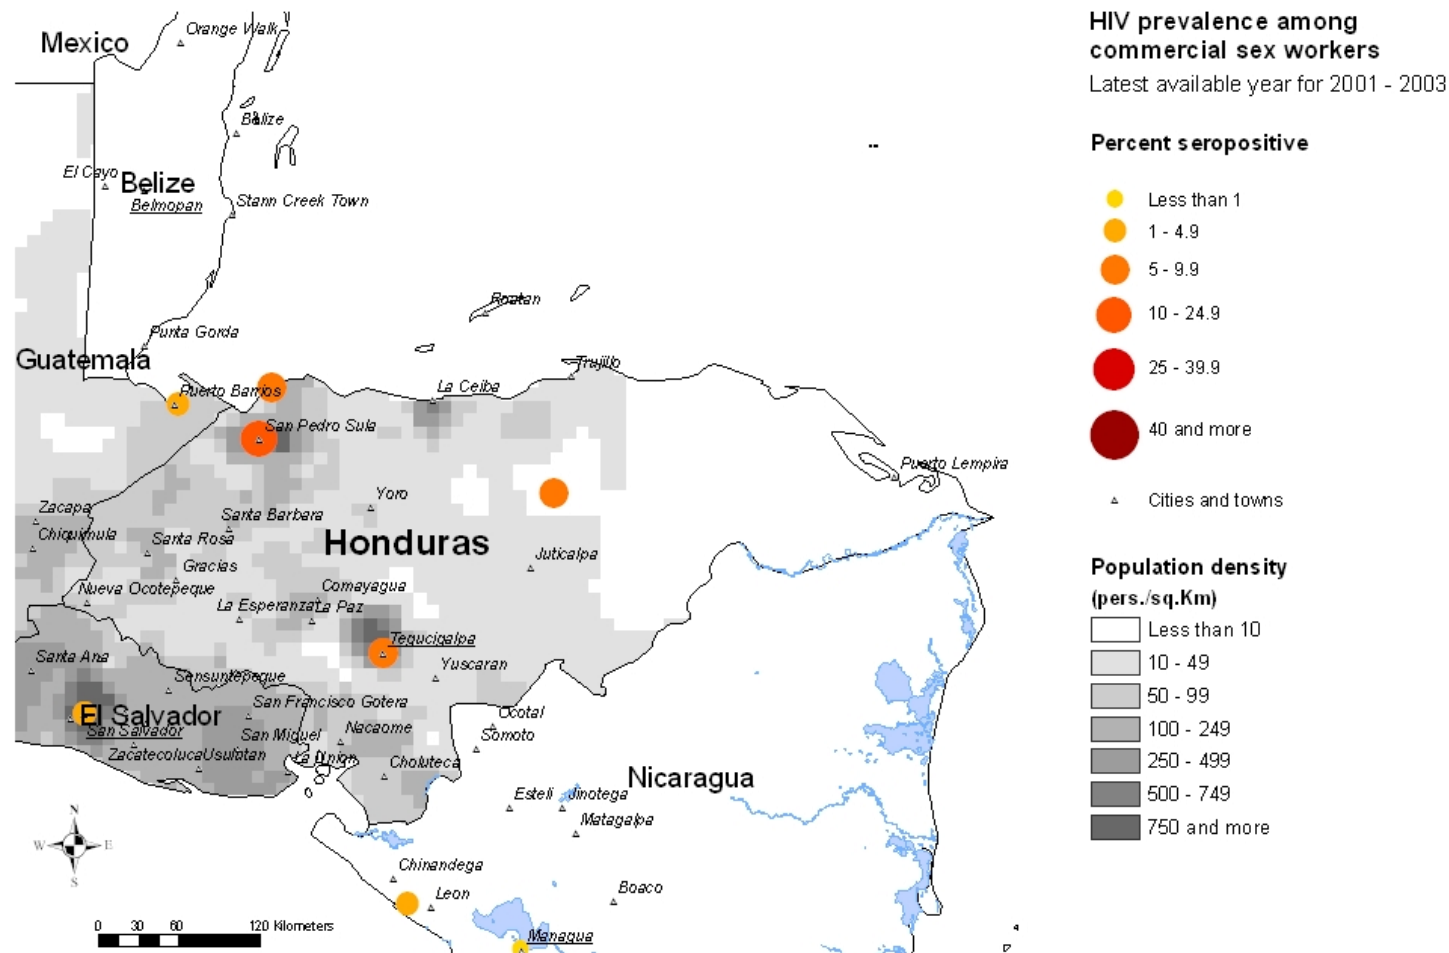 Mexico
Orange Walk
Belize
El Cayo
Belize
Belmopan
Stann Creek Town
Roatan
Punta Gorda
Guatemala
Trujillo
Puerto Barrios
La Ceiba
San Pedro Sula
Puerto Lempira
Yoro
Zacapa
Santa Barbara
Chiquimula
Santa Rosa
Honduras
Juticalpa
Gracias
Nueva Ocotepeque
Comayagua
La Esperanza
La Paz
Tegucigalpa
Santa Ana
Yuscaran
Sensuntepeque
San Francisco Gotera
El Salvador
Ocotal
San Salvador
San Miguel
Nacaome
Somoto
Zacatecoluca
Usulutan
La Union
Choluteca
Nicaragua
Esteli
Jinotega
Matagalpa
N
W
E
S
Chinandega
Leon
Boaco
0 30 60 120 Kilometers
Managua
HIV prevalence among
commercial sex workers
Latest available year for 2001 - 2003
Percent seropositive
Less than 1
1 - 4.9
5 - 9.9
10 - 24.9
25 - 39.9
40 and more
Cities and towns
Population density
(pers./sq.Km)
Less than 10
10 - 49
50 - 99
100 - 249
250 - 499
500 - 749
750 and more